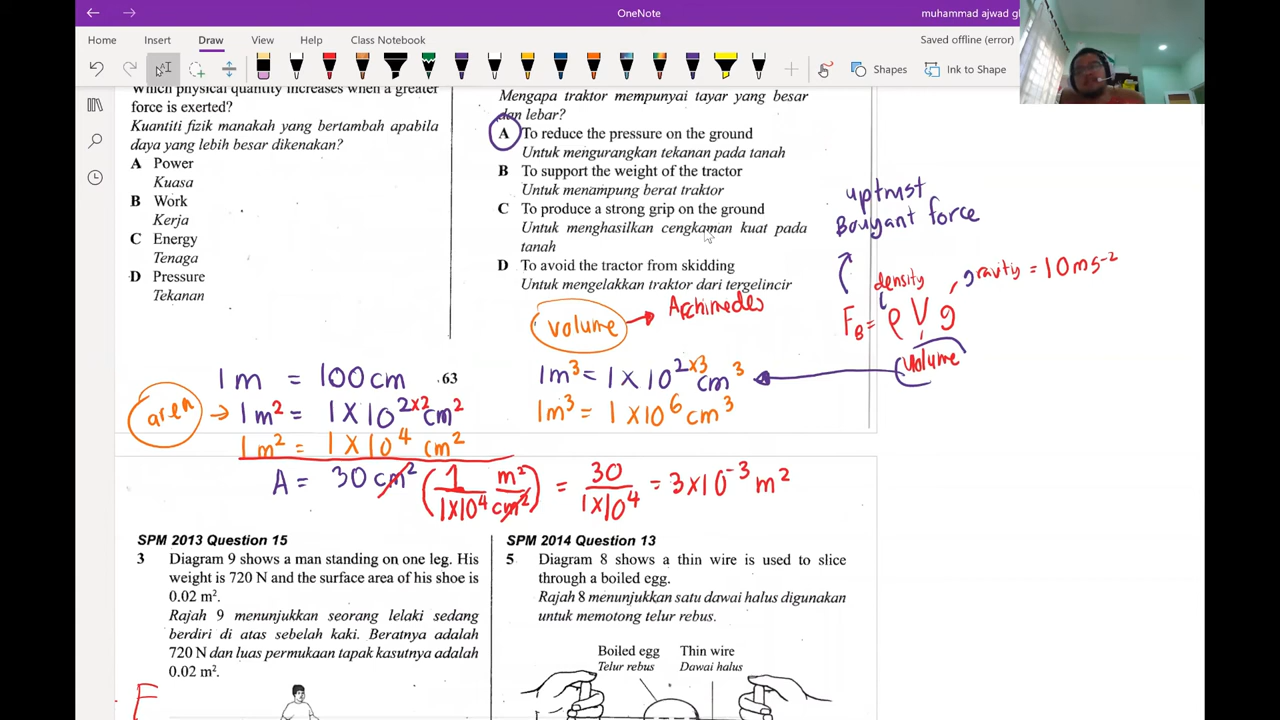 OneNote
muhammad ajwad gl
Home Insert Draw View Help Class Notebook
Saved offline (error)
Shapes Ink to Shape
Which physical quantity increases when a greater
force is exerted?
Kuantiti fizik manakah yang bertambah apabila
daya yang lebih besar dikenakan?
A Power
Kuasa
B Work
Kerja
C Energy
Tenaga
D Pressure
Tekanan
Mengapa traktor mempunyai tayar yang besar
dan lebar?
A To reduce the pressure on the ground
Untuk mengurangkan tekanan pada tanah
B To support the weight of the tractor
Untuk menampung berat traktor
C To produce a strong grip on the ground
Untuk menghasilkan cengkaman kuat pada
tanah
D To avoid the tractor from skidding
Untuk mengelakkan traktor dari tergelincir
uptrust
Bouyant force
density
gravity = 10ms⁻²
F_B = ρVg
volume
volume → Archimedes
1m = 100cm
.63
area → 1m² = 1×10²ˣ² cm²
1m² = 1×10⁴ cm²
1m³ = 1×10²ˣ³ cm³
1m³ = 1×10⁶ cm³
A = 30 cm² (1/1×10⁴ m²/cm²) = 30/1×10⁴ = 3×10⁻³ m²
SPM 2013 Question 15
3 Diagram 9 shows a man standing on one leg. His
weight is 720 N and the surface area of his shoe is
0.02 m².
Rajah 9 menunjukkan seorang lelaki sedang
berdiri di atas sebelah kaki. Beratnya adalah
720 N dan luas permukaan tapak kasutnya adalah
0.02 m².
F
SPM 2014 Question 13
5 Diagram 8 shows a thin wire is used to slice
through a boiled egg.
Rajah 8 menunjukkan satu dawai halus digunakan
untuk memotong telur rebus.
Boiled egg Thin wire
Telur rebus Dawai halus